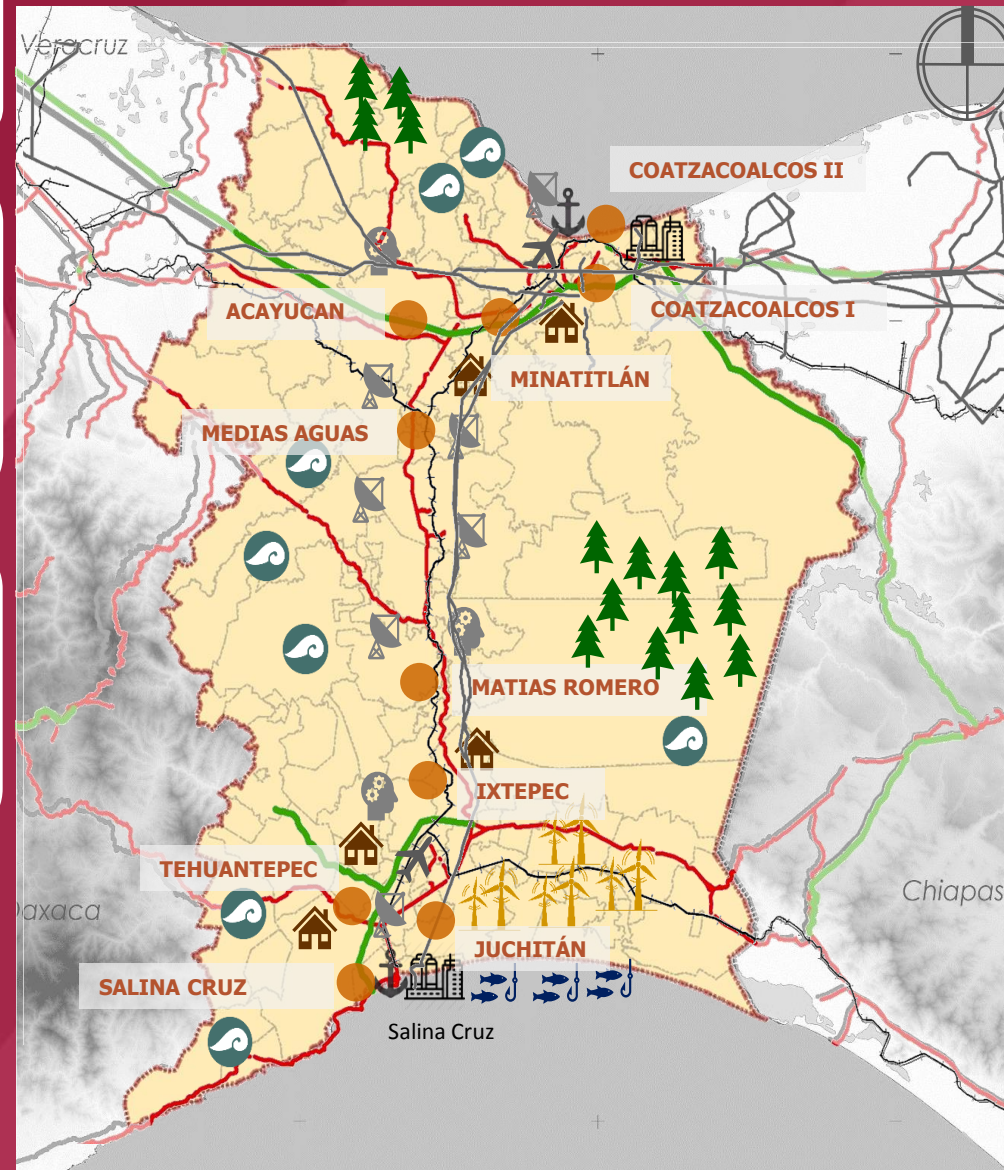 Veracruz
COATZACOALCOS II
ACAYUCAN
COATZACOALCOS I
MINATITLÁN
MEDIAS AGUAS
MATIAS ROMERO
IXTEPEC
TEHUANTEPEC
Oaxaca
Chiapas
JUCHITÁN
SALINA CRUZ
Salina Cruz